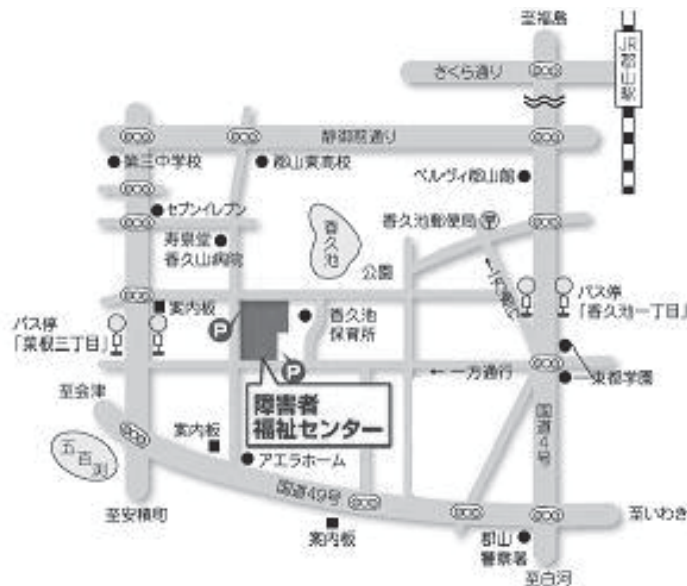 至福島
JR郡山駅
さくら通り
静御前通り
第三中学校
郡山東高校
ベルヴィ郡山館
セブンイレブン
香久池郵便局
香久池
寿泉堂
香久山病院
公園
案内板
バス停
「菜根三丁目」
P
香久池
保育所
バス停
「香久池一丁目」
P
←一方通行
東都学園
至会津
障害者
福祉センター
国道4号
案内板
五百渕
アエラホーム
国道49号
至安積町
案内板
郡山
警察署
至いわき
至白河